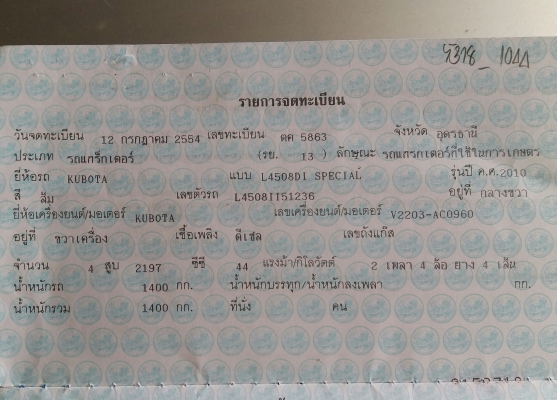 รายการจดทะเบียน
วันจดทะเบียน 12 กรกฎาคม 2554 เลขทะเบียน ตค 5863 จังหวัด อุดรธานี
ประเภท รถแทร็กเตอร์ (รย. 13) ลักษณะ รถแทรกเตอร์ที่ใช้ในการเกษตร
ยี่ห้อรถ KUBOTA แบบ L4508DI SPECIAL รุ่นปี ค.ศ.2010
สี ส้ม เลขตัวรถ L4508II51236 อยู่ที่ กลางขวา
ยี่ห้อเครื่องยนต์/มอเตอร์ KUBOTA เลขเครื่องยนต์/มอเตอร์ V2203-AC0960
อยู่ที่ ขวาเครื่อง เชื้อเพลิง ดีเซล เลขถังแก๊ส
จำนวน 4 สูบ 2197 ซีซี 44 แรงม้า/กิโลวัตต์ 2 เพลา 4 ล้อ ยาง 4 เส้น
น้ำหนักรถ 1400 กก. น้ำหนักบรรทุก/น้ำหนักลงเพลา กก.
น้ำหนักรวม 1400 กก. ที่นั่ง คน